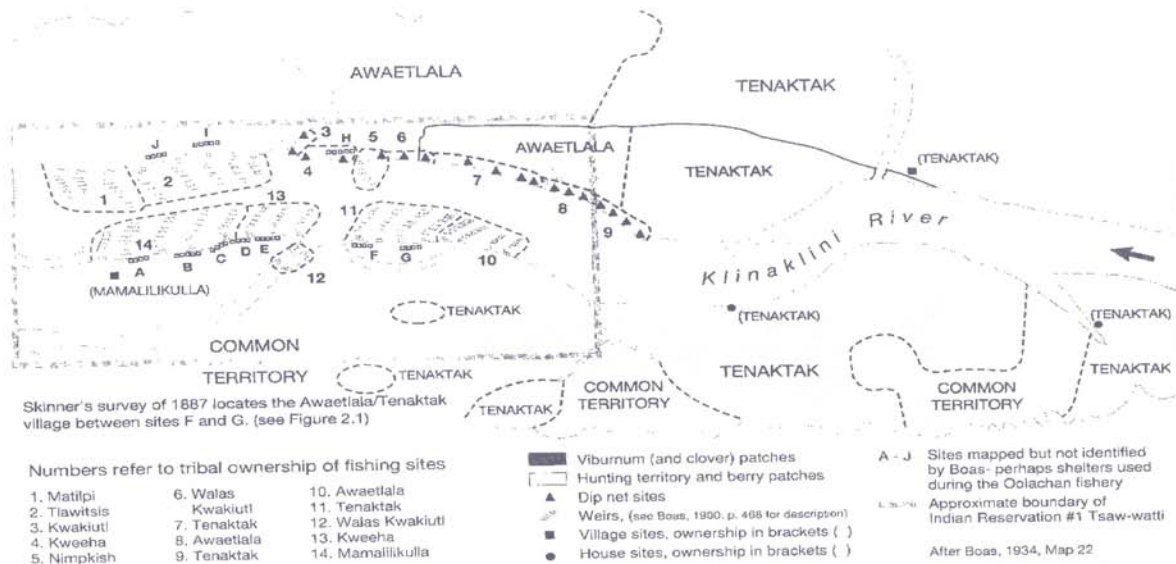 AWAETLALA
TENAKTAK
J
I
3
H
5
6
AWAETLALA
TENAKTAK
(TENAKTAK)
4
1
2
13
7
8
9
11
14
A
B
C
D
E
12
F
G
10
(MAMALILIKULLA)
Klinaklini River
TENAKTAK
(TENAKTAK)
(TENAKTAK)
COMMON
TERRITORY
TENAKTAK
TENAKTAK
COMMON
TERRITORY
TENAKTAK
COMMON
TERRITORY
TENAKTAK
Skinner's survey of 1887 locates the Awaetlala/Tenaktak
village between sites F and G. (see Figure 2.1)
Numbers refer to tribal ownership of fishing sites
1. Matilpi
2. Tlawitsis
3. Kwakiutl
4. Kweeha
5. Nimpkish
6. Walas
Kwakiutl
7. Tenaktak
8. Awaetlala
9. Tenaktak
10. Awaetlala
11. Tenaktak
12. Walas Kwakiutl
13. Kweeha
14. Mamalilikulla
Viburnum (and clover) patches
Hunting territory and berry patches
Dip net sites
Weirs, (see Boas, 1900, p. 466 for description)
Village sites, ownership in brackets ( )
House sites, ownership in brackets ( )
A - J Sites mapped but not identified
by Boas- perhaps shelters used
during the Oolachan fishery
Approximate boundary of
Indian Reservation #1 Tsaw-watti
After Boas, 1934, Map 22